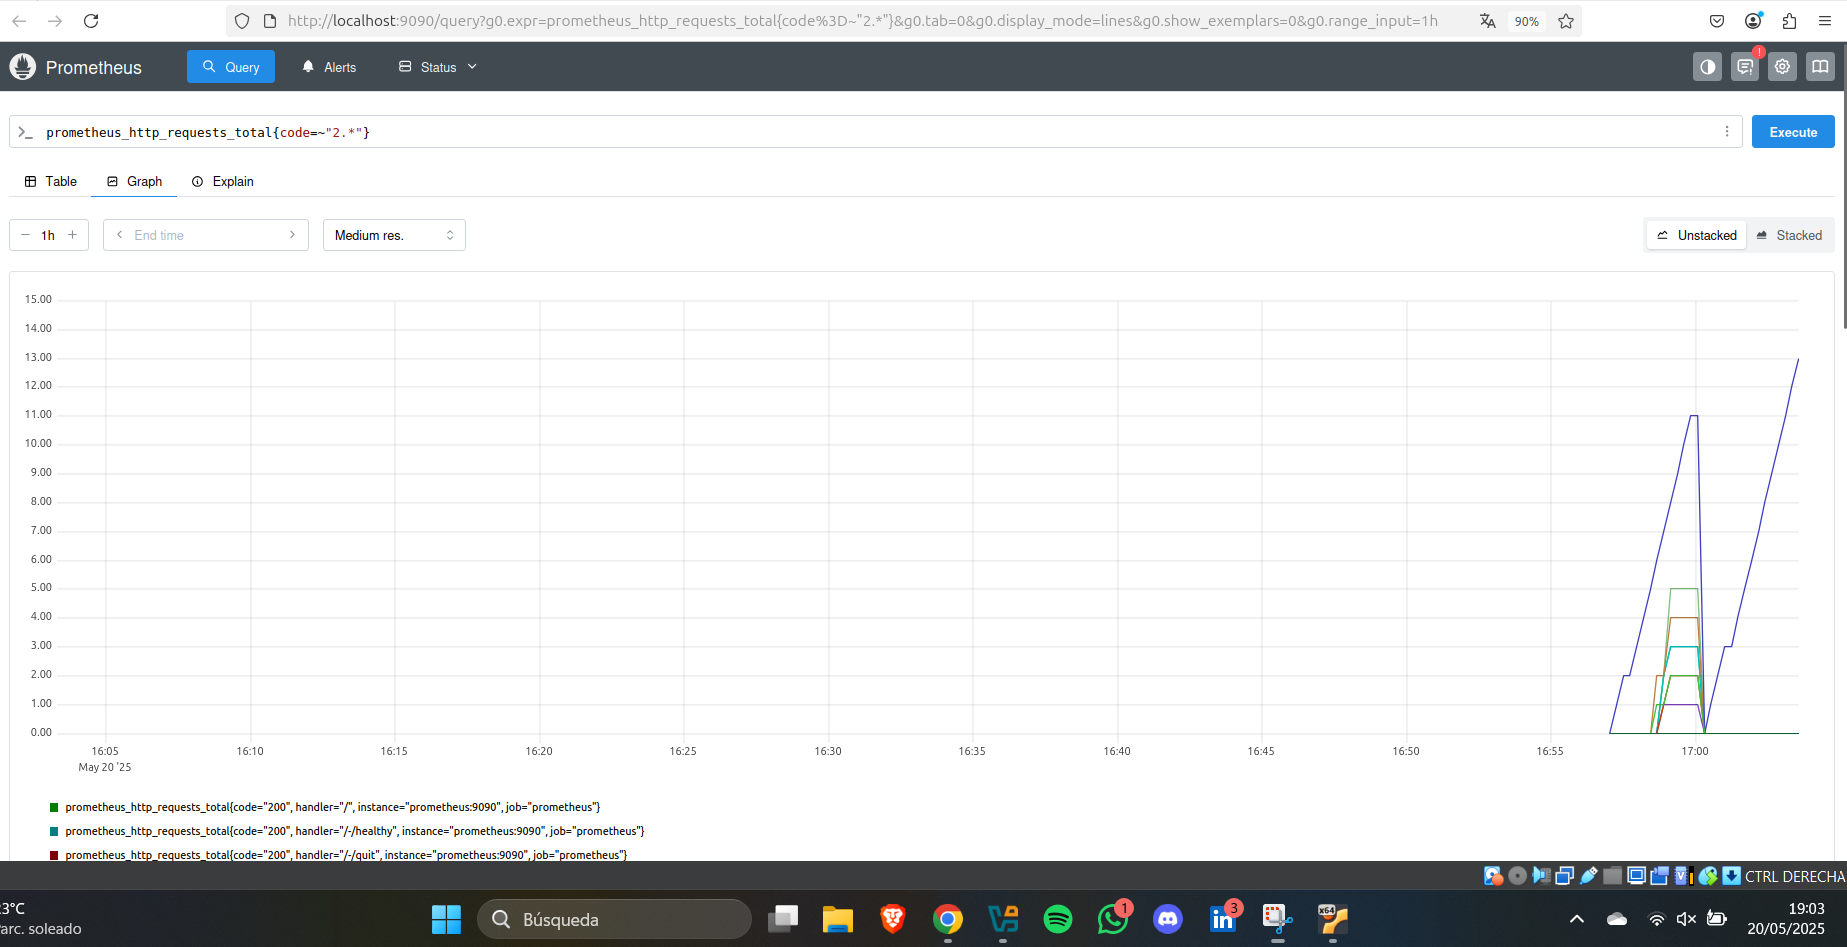 http://localhost:9090/query?g0.expr=prometheus_http_requests_total{code%3D~"2.*"}&g0.tab=0&g0.display_mode=lines&g0.show_exemplars=0&g0.range_input=1h
90%
Prometheus
Query
Alerts
Status
!
prometheus_http_requests_total{code=~"2.*"}
Execute
Table
Graph
Explain
1h
End time
Medium res.
Unstacked
Stacked
15.00
14.00
13.00
12.00
11.00
10.00
9.00
8.00
7.00
6.00
5.00
4.00
3.00
2.00
1.00
0.00
16:05
16:10
16:15
16:20
16:25
16:30
16:35
16:40
16:45
16:50
16:55
17:00
May 20 '25
prometheus_http_requests_total{code="200", handler="/", instance="prometheus:9090", job="prometheus"}
prometheus_http_requests_total{code="200", handler="/-/healthy", instance="prometheus:9090", job="prometheus"}
prometheus_http_requests_total{code="200", handler="/-/quit", instance="prometheus:9090", job="prometheus"}
CTRL DERECHA
3°C
arc. soleado
Búsqueda
1
in
3
x64
19:03
20/05/2025